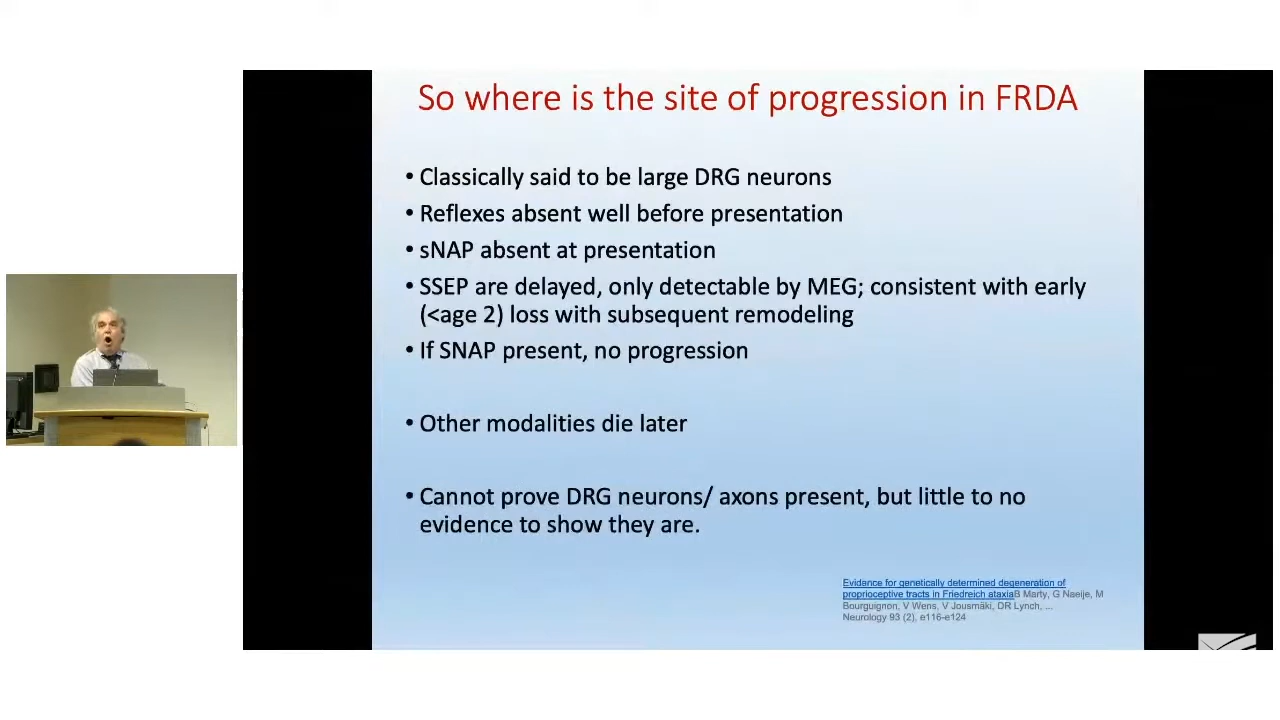 So where is the site of progression in FRDA
• Classically said to be large DRG neurons
• Reflexes absent well before presentation
• sNAP absent at presentation
• SSEP are delayed, only detectable by MEG; consistent with early
(<age 2) loss with subsequent remodeling
• If SNAP present, no progression
• Other modalities die later
• Cannot prove DRG neurons/ axons present, but little to no
evidence to show they are.
Evidence for genetically determined degeneration of
proprioceptive tracts in Friedreich ataxiaB Marty, G Naeije, M
Bourguignon, V Wens, V Jousmäki, DR Lynch, ...
Neurology 93 (2), e116-e124